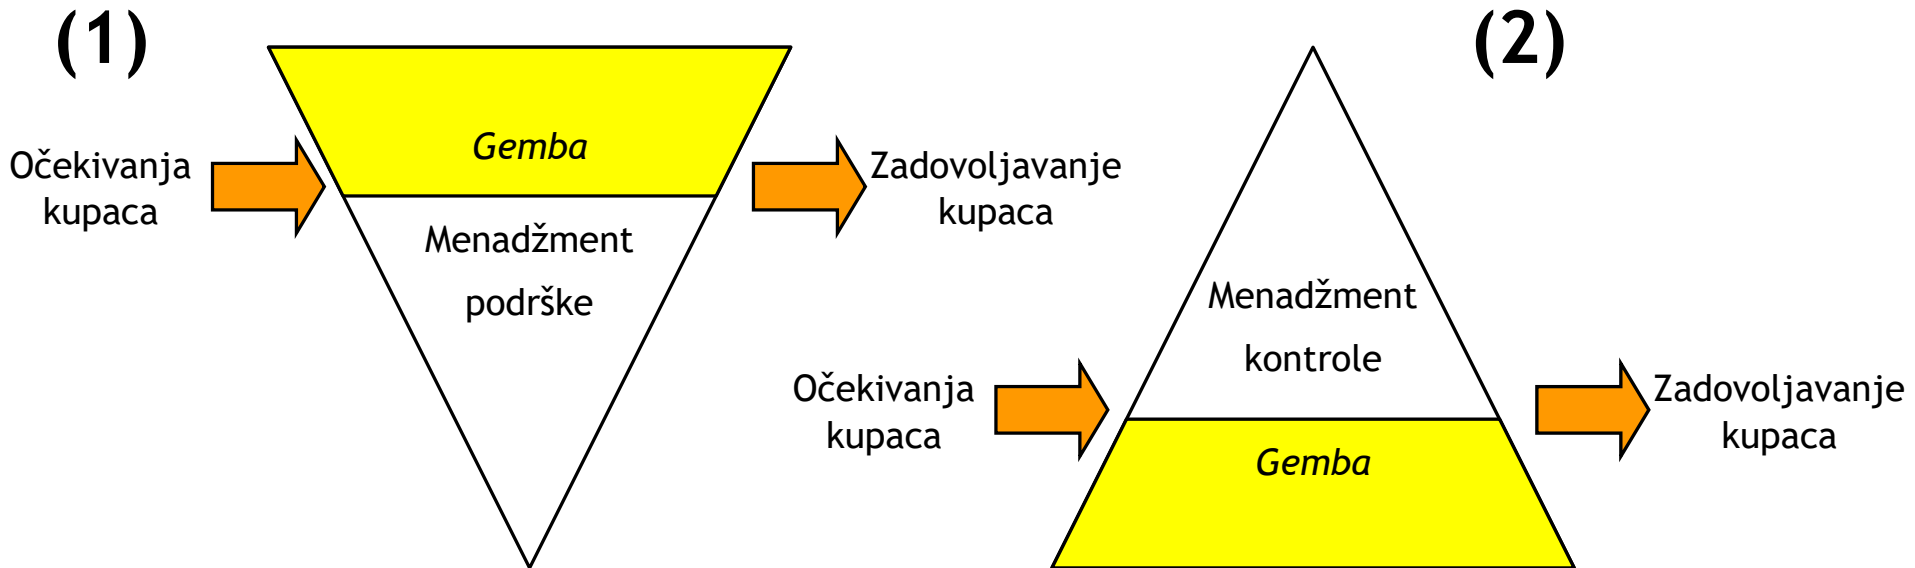 (1)
Gemba
Očekivanja
kupaca
Zadovoljavanje
kupaca
Menadžment
podrške
(2)
Menadžment
kontrole
Očekivanja
kupaca
Zadovoljavanje
kupaca
Gemba